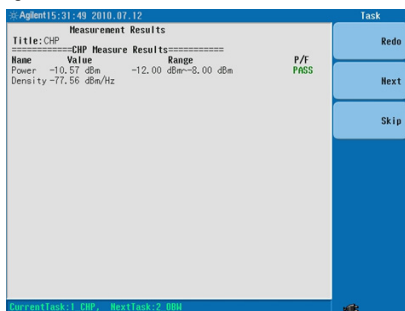 Agilent 15:31:49 2010.07.12 Task
Measurement Results
Title:CHP
============CHP Measure Results===========
Name Value Range P/F
Power -10.57 dBm -12.00 dBm~-8.00 dBm PASS
Density -77.56 dBm/Hz
Redo
Next
Skip
CurrentTask:1 CHP, NextTask:2 OBW